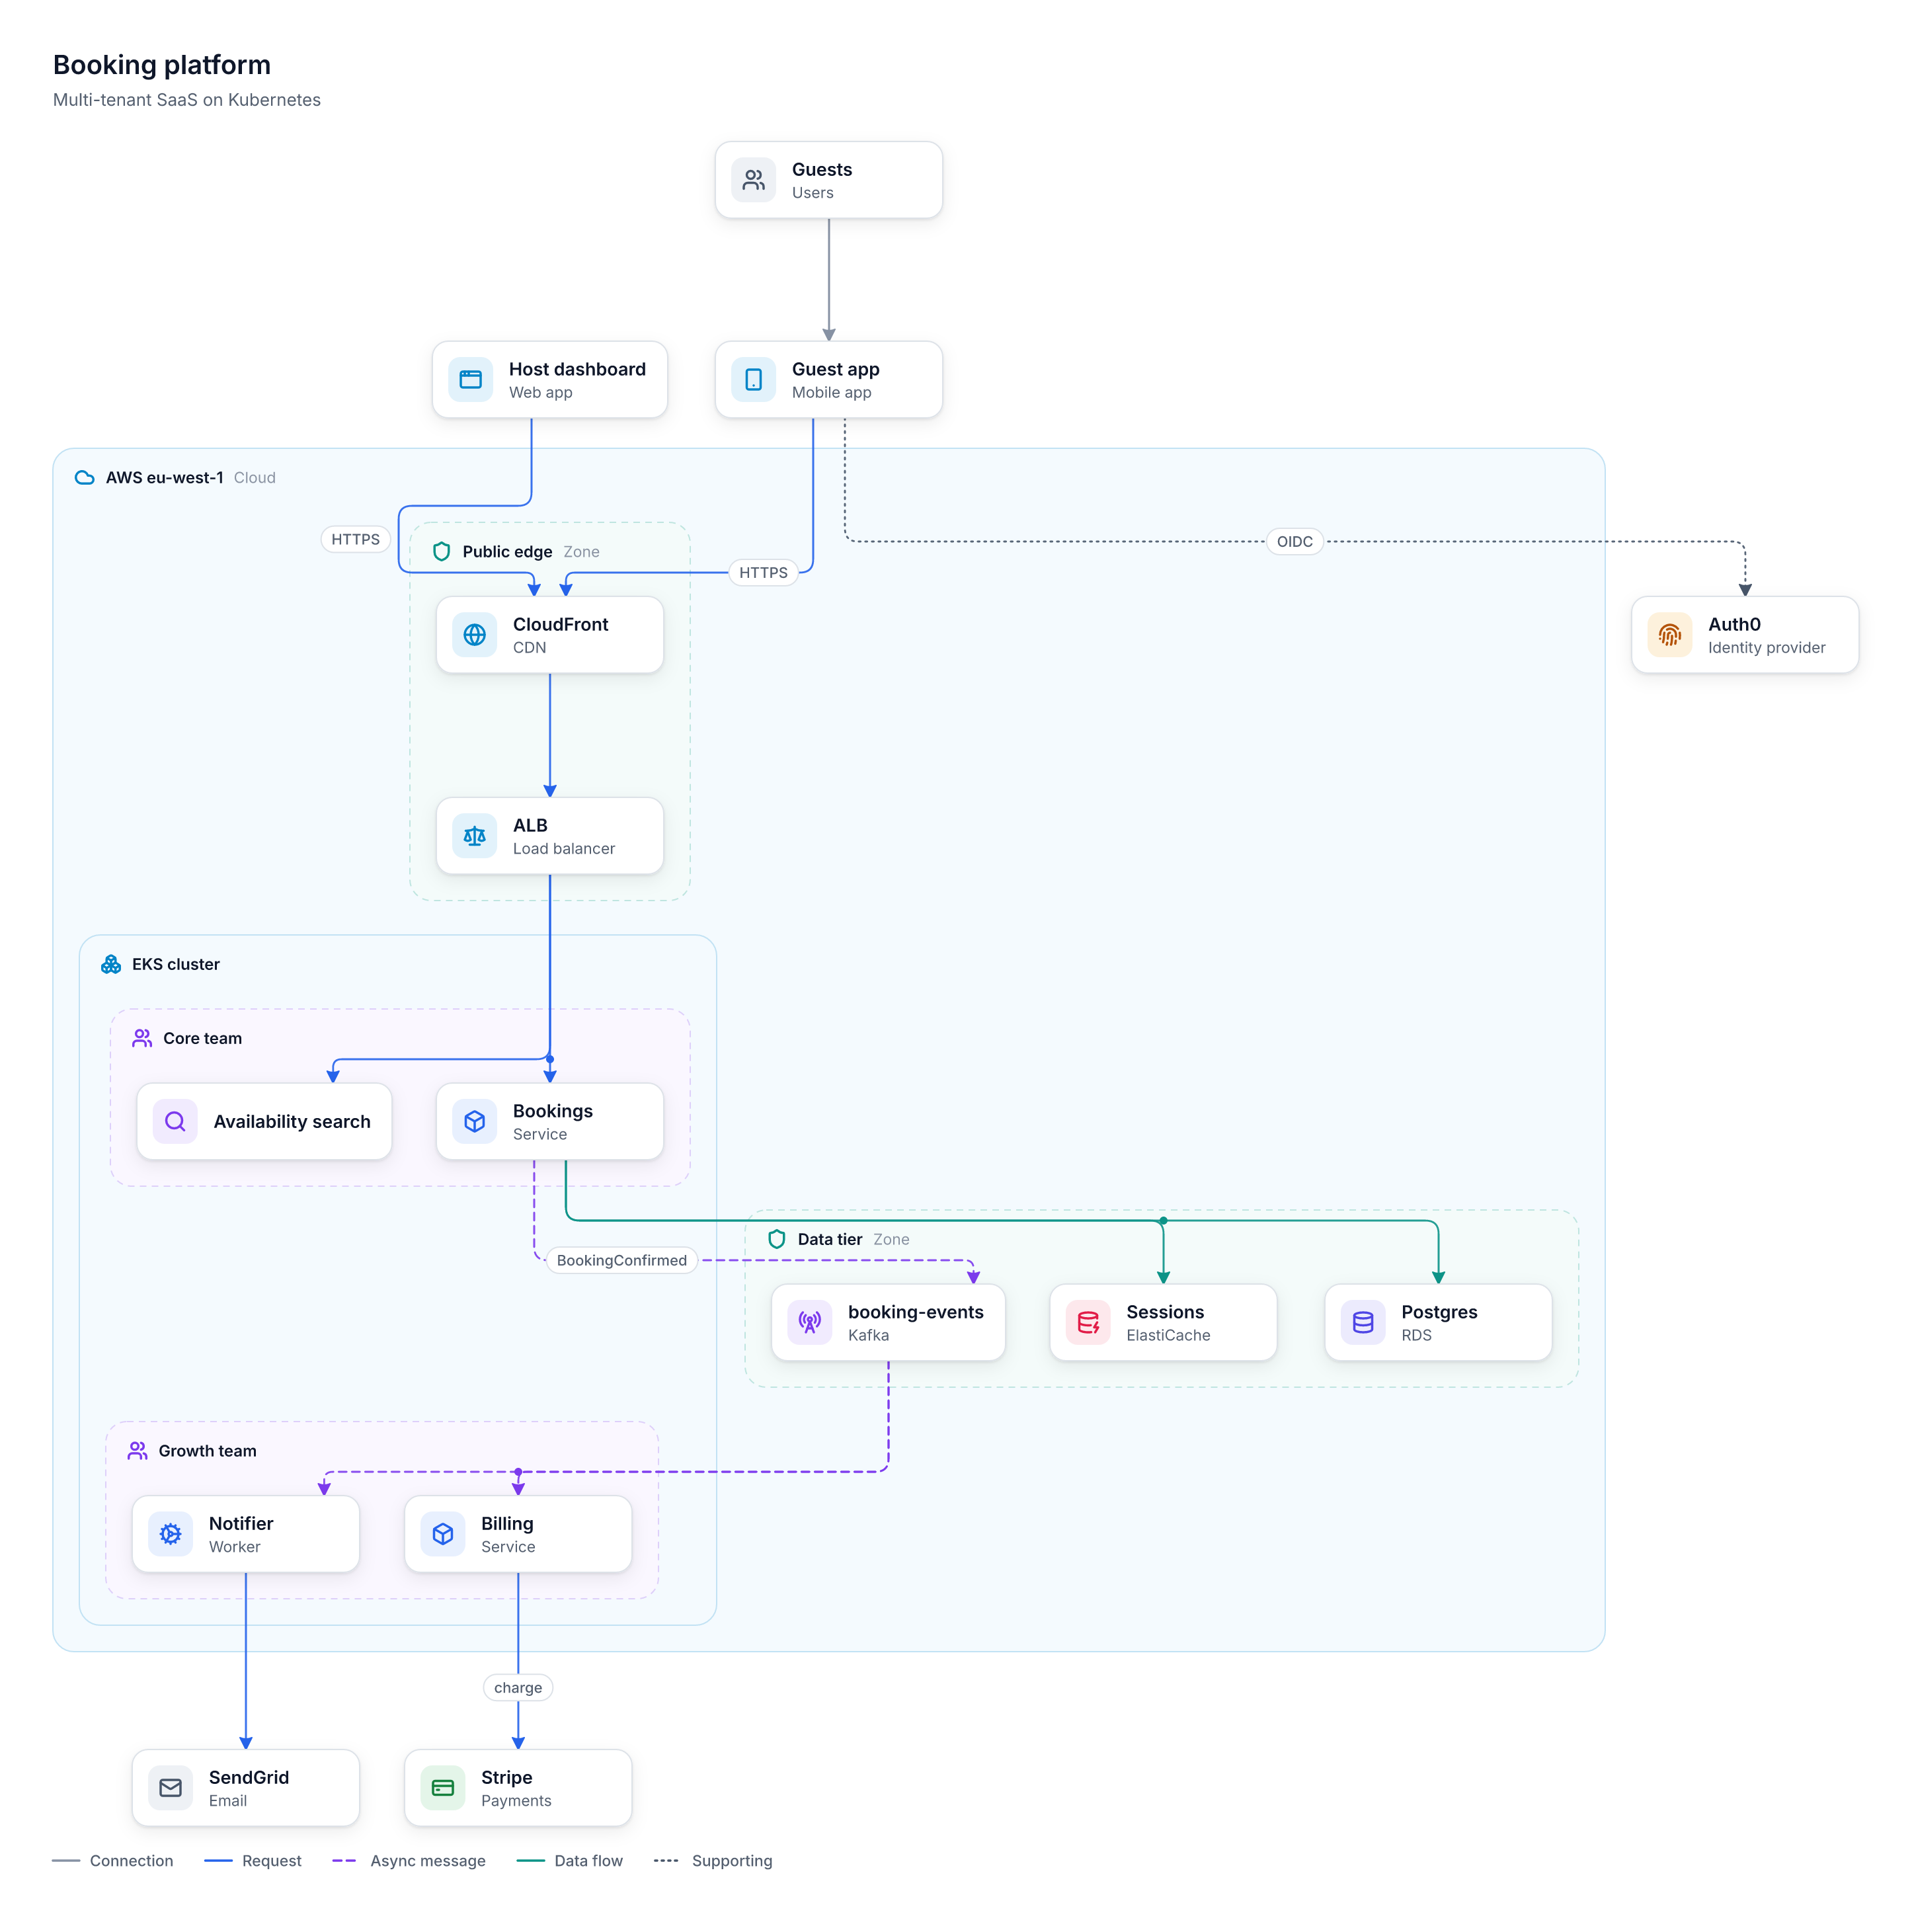 Booking platform
Multi-tenant SaaS on Kubernetes
Guests
Users
Host dashboard
Web app
Guest app
Mobile app
AWS eu-west-1 Cloud
HTTPS
OIDC
Public edge Zone
HTTPS
CloudFront
CDN
Auth0
Identity provider
ALB
Load balancer
EKS cluster
Core team
Availability search
Bookings
Service
Data tier Zone
BookingConfirmed
booking-events
Kafka
Sessions
ElastiCache
Postgres
RDS
Growth team
Notifier
Worker
Billing
Service
charge
SendGrid
Email
Stripe
Payments
Connection Request Async message Data flow Supporting